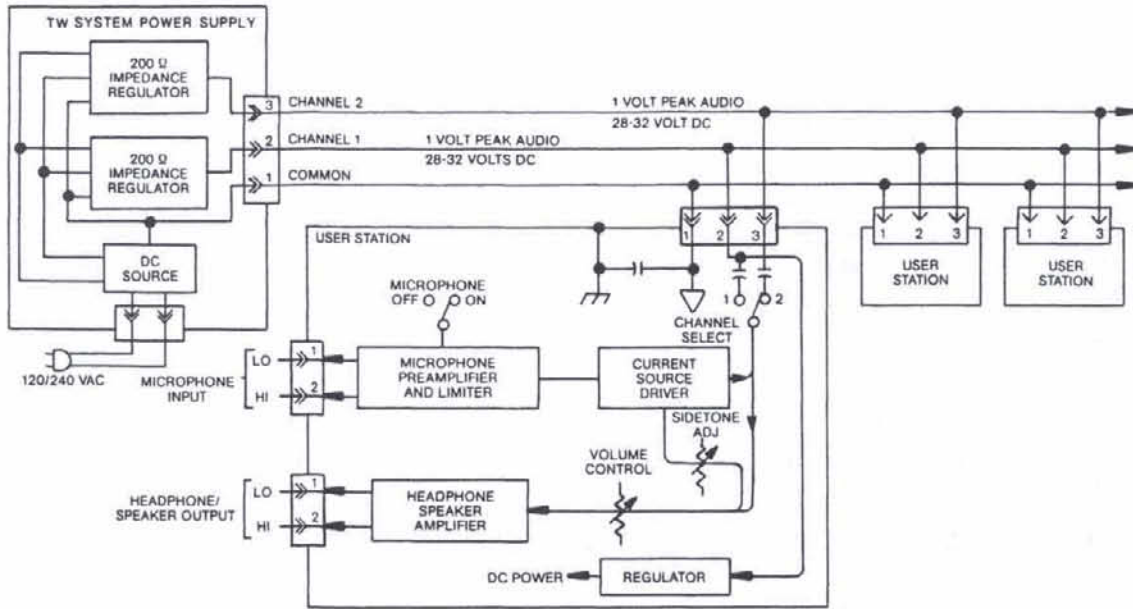 TW SYSTEM POWER SUPPLY
200 Ω
IMPEDANCE
REGULATOR
200 Ω
IMPEDANCE
REGULATOR
DC
SOURCE
120/240 VAC
3
2
1
CHANNEL 2
CHANNEL 1
COMMON
1 VOLT PEAK AUDIO
28-32 VOLT DC
1 VOLT PEAK AUDIO
28-32 VOLTS DC
USER STATION
1
2
3
1
2
CHANNEL
SELECT
MICROPHONE
OFF
ON
MICROPHONE
INPUT
LO
HI
1
2
MICROPHONE
PREAMPLIFIER
AND LIMITER
CURRENT
SOURCE
DRIVER
SIDETONE
ADJ
VOLUME
CONTROL
HEADPHONE/
SPEAKER OUTPUT
LO
HI
1
2
HEADPHONE
SPEAKER
AMPLIFIER
DC POWER
REGULATOR
1
2
3
USER
STATION
1
2
3
USER
STATION